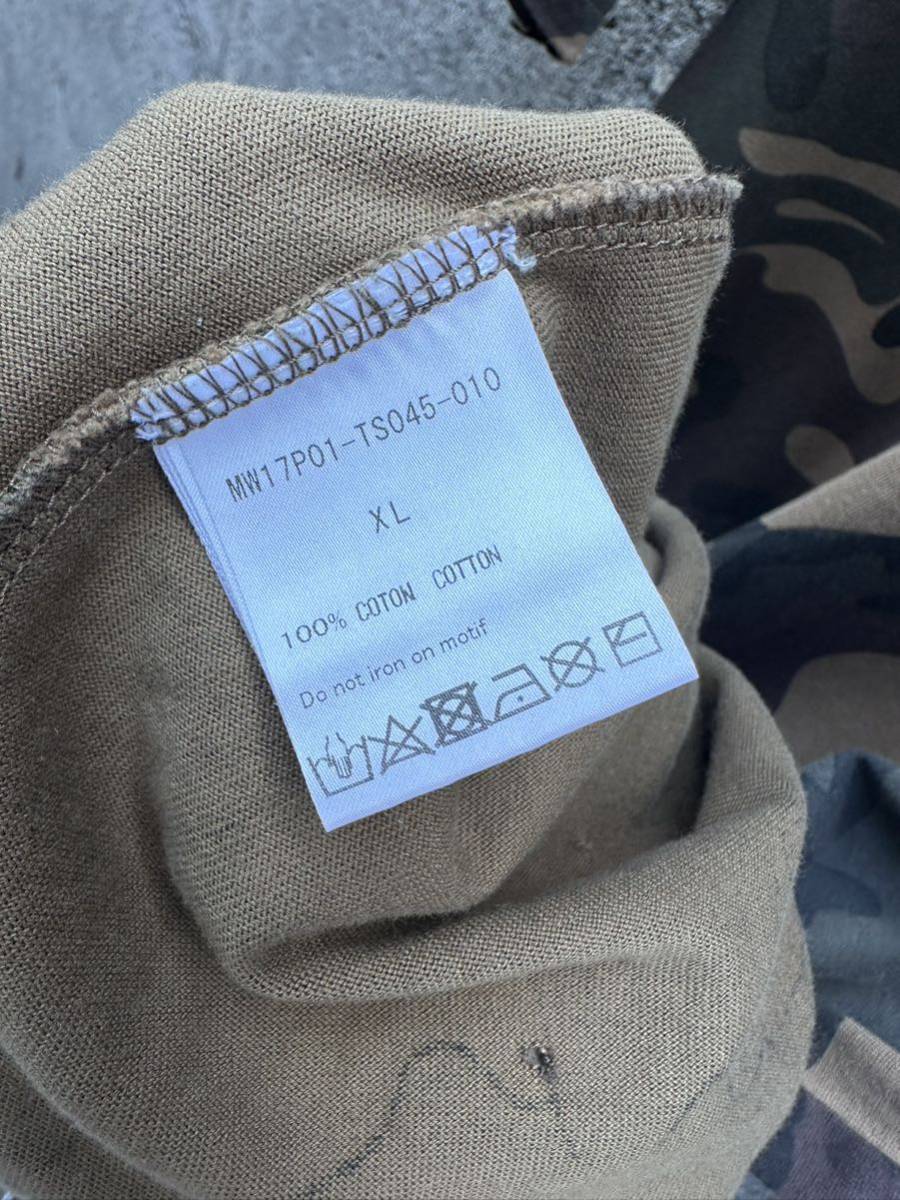 MW17P01-TS045-010
XL
100% COTON COTTON
Do not iron on motif